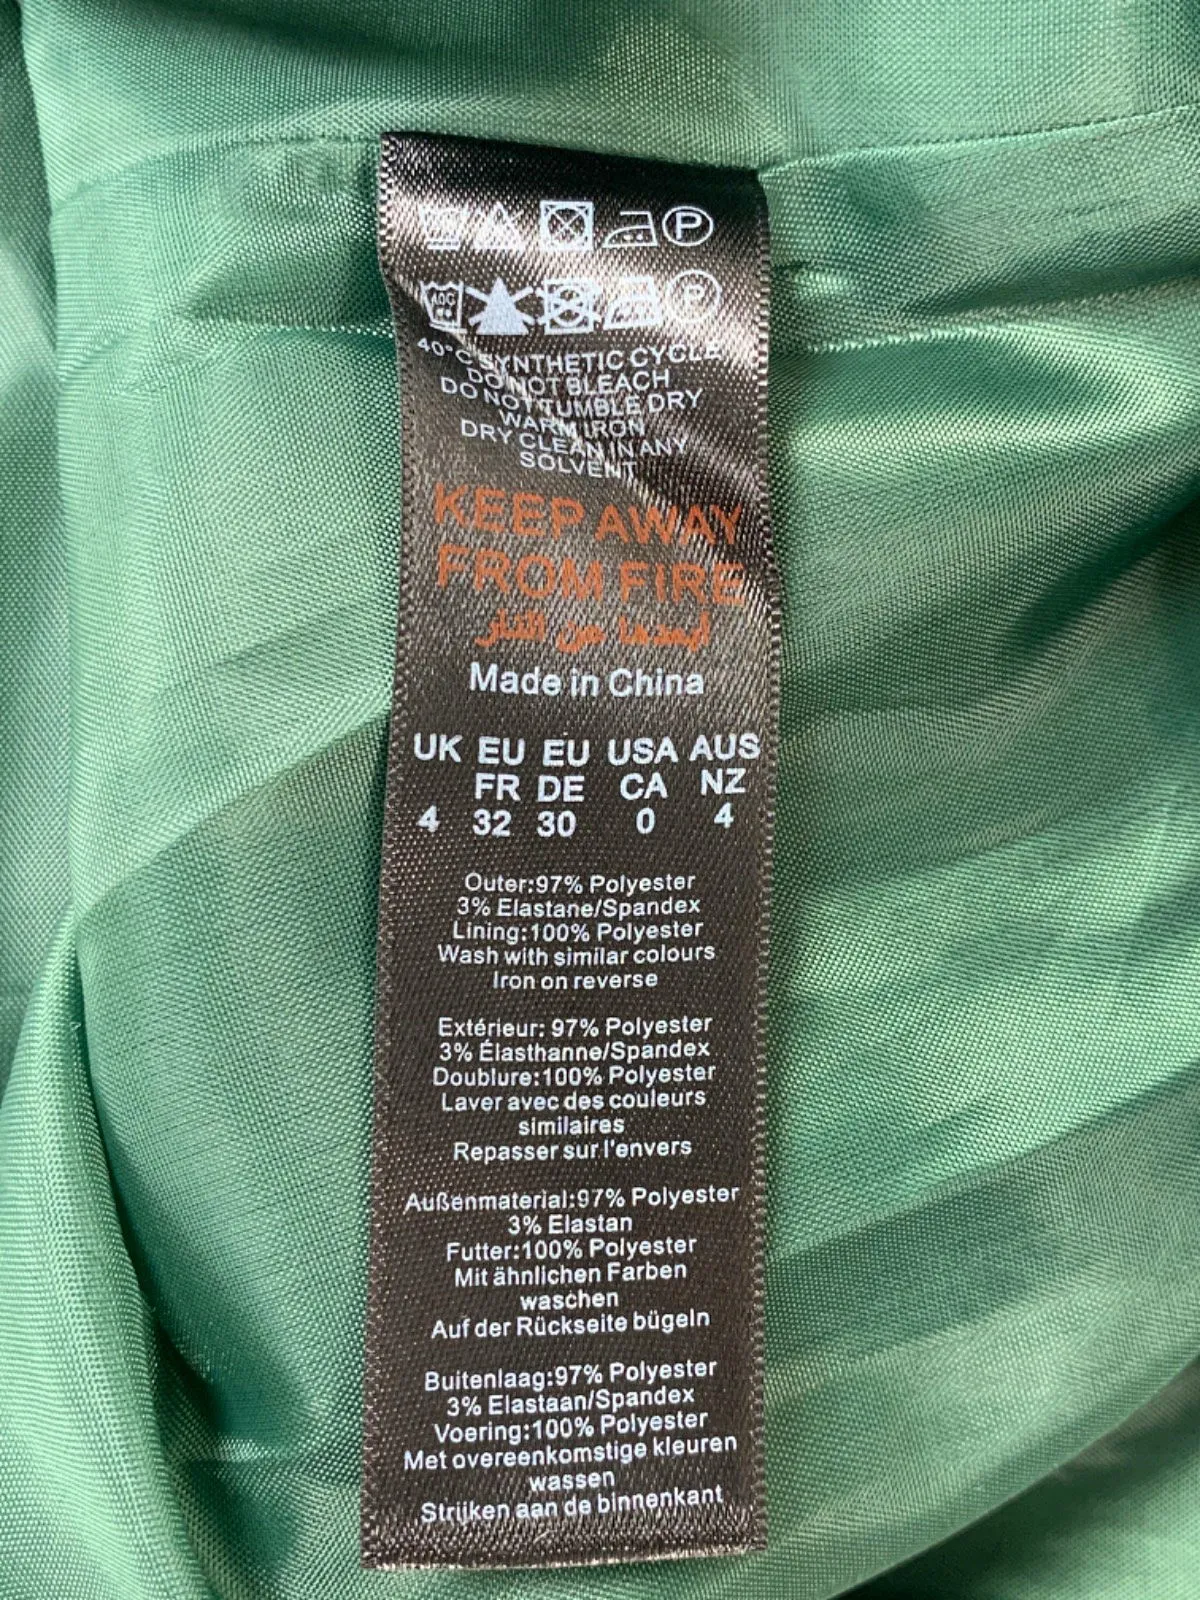 P
40C
P
40°C SYNTHETIC CYCLE
DO NOT BLEACH
DO NOT TUMBLE DRY
WARM IRON
DRY CLEAN IN ANY
SOLVENT
KEEP AWAY
FROM FIRE
أبعدها من النار
Made in China
UK EU EU USA AUS
FR DE CA NZ
4 32 30 0 4
Outer:97% Polyester
3% Elastane/Spandex
Lining:100% Polyester
Wash with similar colours
Iron on reverse
Extérieur: 97% Polyester
3% Élasthanne/Spandex
Doublure:100% Polyester
Laver avec des couleurs
similaires
Repasser sur l'envers
Außenmaterial:97% Polyester
3% Elastan
Futter:100% Polyester
Mit ähnlichen Farben
waschen
Auf der Rückseite bügeln
Buitenlaag:97% Polyester
3% Elastaan/Spandex
Voering:100% Polyester
Met overeenkomstige kleuren
wassen
Strijken aan de binnenkant